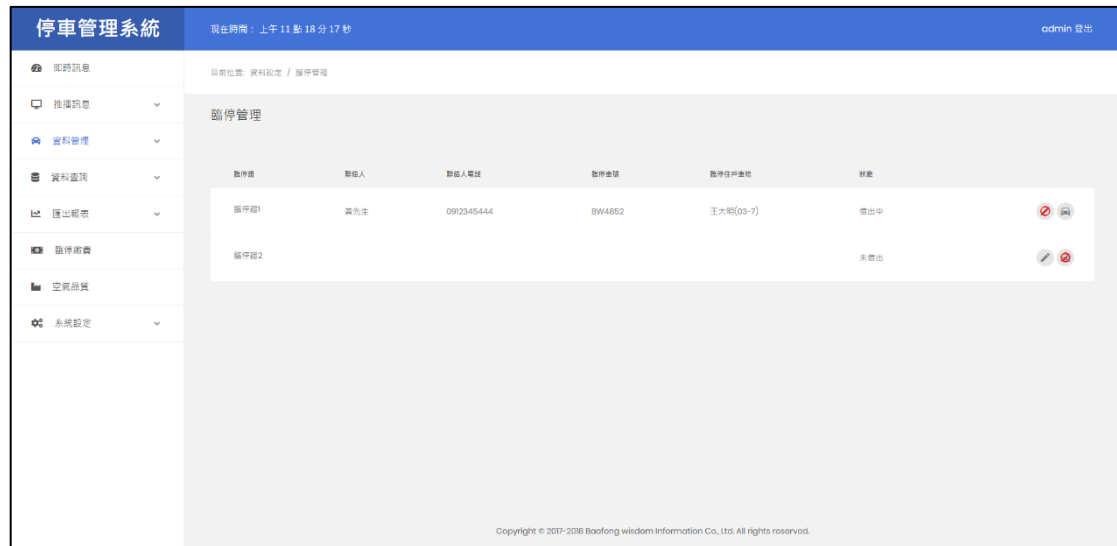 停車管理系統
現在時間： 上午 11 點 18 分 17 秒
admin 登出
即時訊息
目前位置: 資料設定 / 臨停管理
推播訊息
臨停管理
資料管理
資料查詢
臨停證 聯絡人 聯絡人電話 臨停車號 臨停住戶車格 狀態
匯出報表
臨停證1 黃先生 0912345444 BW4852 王大明(03-7) 借出中
臨停繳費
臨停證2 未借出
空氣品質
系統設定
Copyright © 2017-2018 Baofong wisdom Information Co., Ltd. All rights reserved.